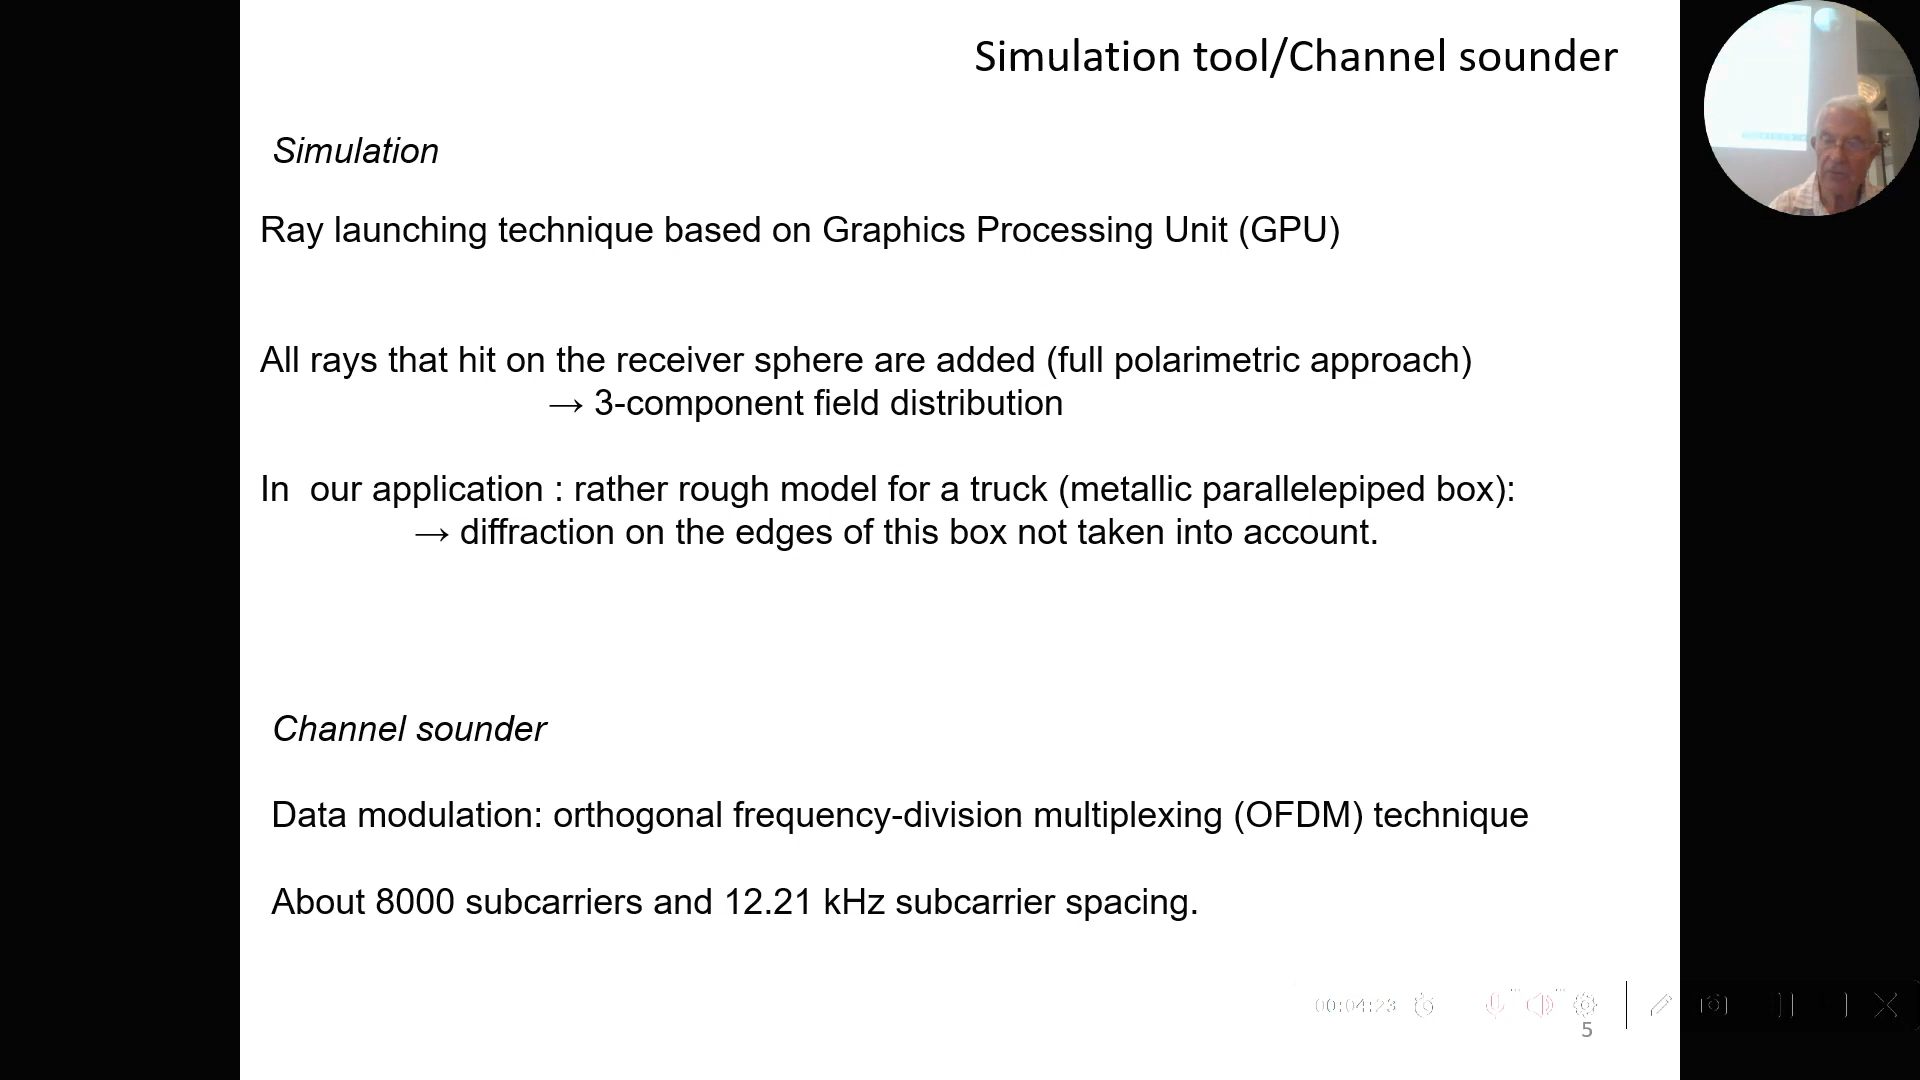 Simulation tool/Channel sounder
Simulation
Ray launching technique based on Graphics Processing Unit (GPU)
All rays that hit on the receiver sphere are added (full polarimetric approach)
→ 3-component field distribution
In our application : rather rough model for a truck (metallic parallelepiped box):
→ diffraction on the edges of this box not taken into account.
Channel sounder
Data modulation: orthogonal frequency-division multiplexing (OFDM) technique
About 8000 subcarriers and 12.21 kHz subcarrier spacing.
00:04:23
5